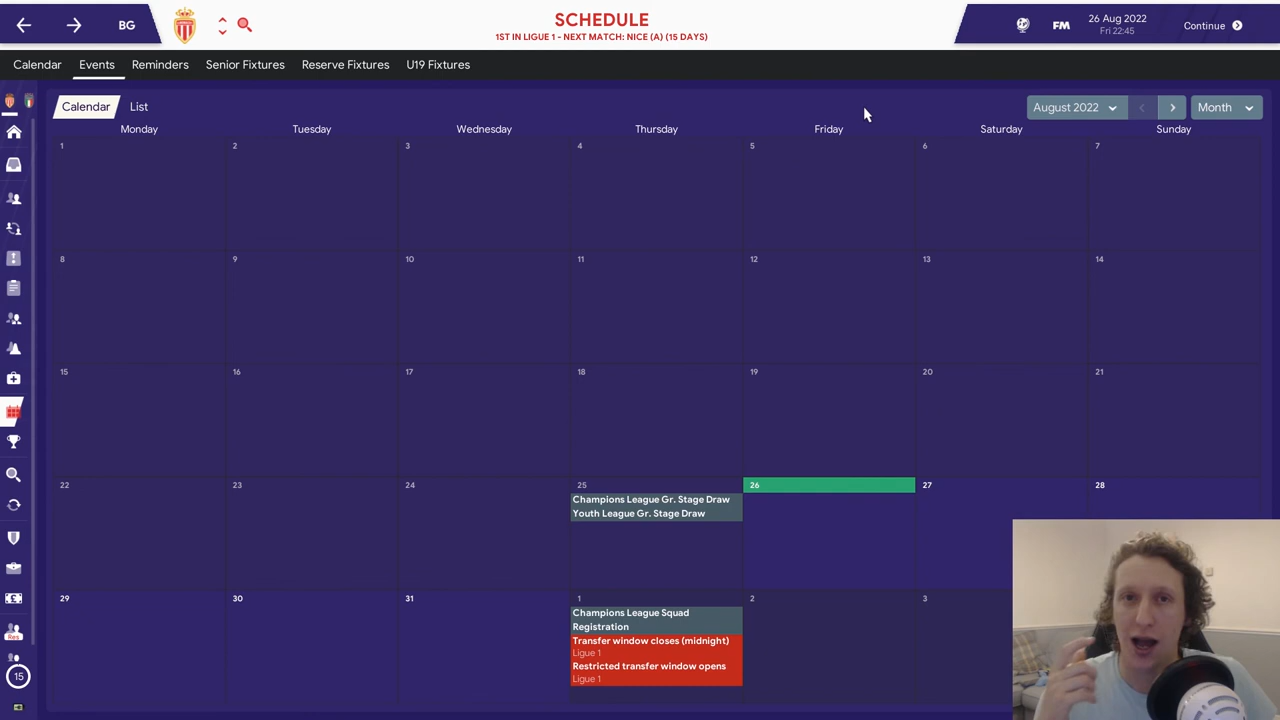 BG
SCHEDULE
1ST IN LIGUE 1 - NEXT MATCH: NICE (A) (15 DAYS)
FM
26 Aug 2022
Fri 22:45
Continue
Calendar
Events
Reminders
Senior Fixtures
Reserve Fixtures
U19 Fixtures
Calendar
List
August 2022
Month
Monday
Tuesday
Wednesday
Thursday
Friday
Saturday
Sunday
1
2
3
4
5
6
7
8
9
10
11
12
13
14
15
16
17
18
19
20
21
22
23
24
25
Champions League Gr. Stage Draw
Youth League Gr. Stage Draw
26
27
28
29
30
31
1
Champions League Squad
Registration
Transfer window closes (midnight)
Ligue 1
Restricted transfer window opens
Ligue 1
2
3
Res
15